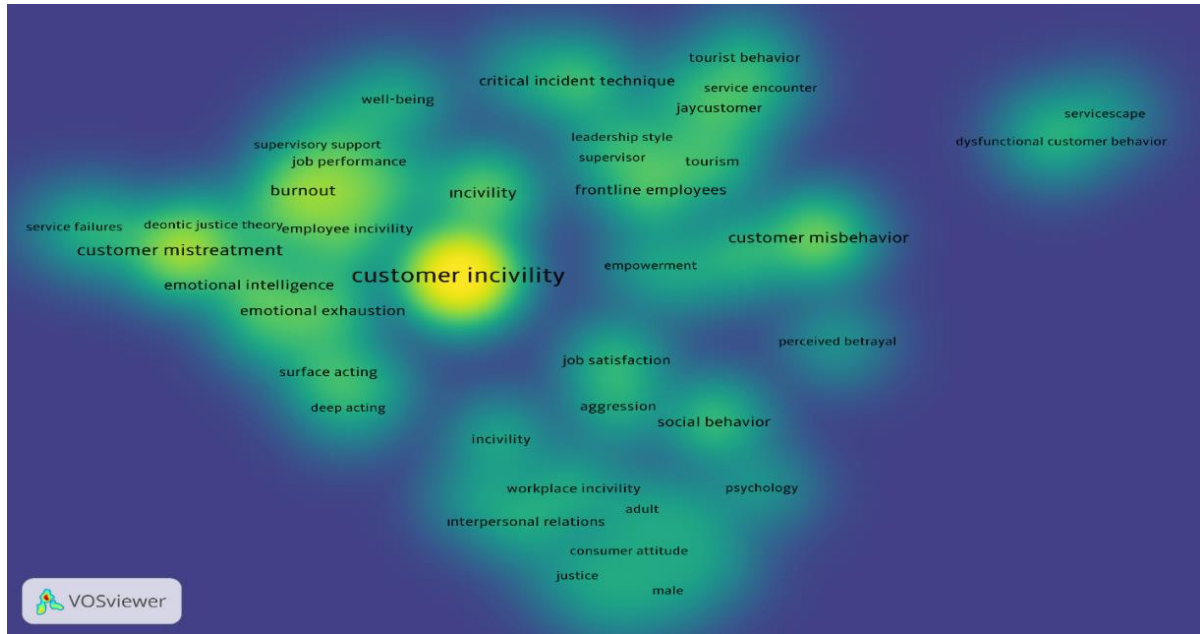 tourist behavior
critical incident technique
service encounter
well-being
jaycustomer
servicescape
leadership style
dysfunctional customer behavior
supervisory support
supervisor
tourism
job performance
burnout
incivility
frontline employees
service failures
deontic justice theory
employee incivility
customer misbehavior
customer mistreatment
empowerment
customer incivility
emotional intelligence
emotional exhaustion
perceived betrayal
job satisfaction
surface acting
deep acting
aggression
social behavior
incivility
workplace incivility
psychology
adult
interpersonal relations
consumer attitude
justice
male
VOSviewer